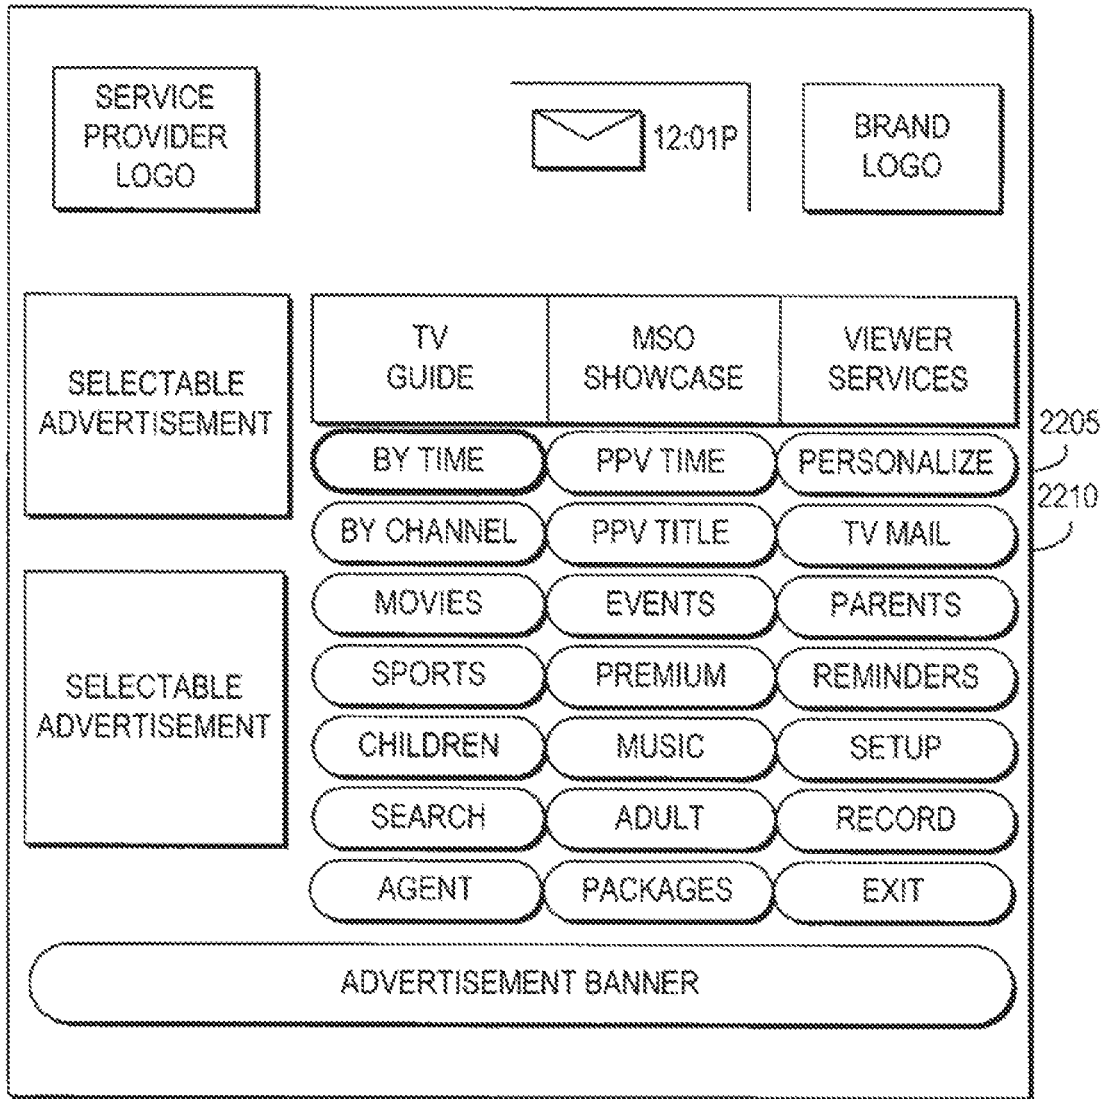 SERVICE
PROVIDER
LOGO
12:01P
BRAND
LOGO
SELECTABLE
ADVERTISEMENT
SELECTABLE
ADVERTISEMENT
TV
GUIDE
MSO
SHOWCASE
VIEWER
SERVICES
2205
BY TIME
PPV TIME
PERSONALIZE
2210
BY CHANNEL
PPV TITLE
TV MAIL
MOVIES
EVENTS
PARENTS
SPORTS
PREMIUM
REMINDERS
CHILDREN
MUSIC
SETUP
SEARCH
ADULT
RECORD
AGENT
PACKAGES
EXIT
ADVERTISEMENT BANNER